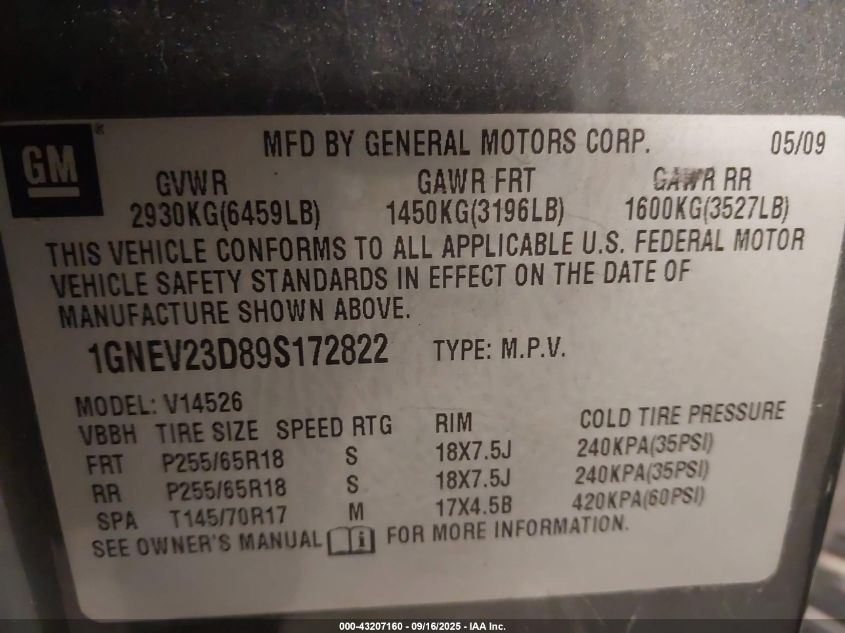 GM
MFD BY GENERAL MOTORS CORP. 05/09
GVWR GAWR FRT GAWR RR
2930KG(6459LB) 1450KG(3196LB) 1600KG(3527LB)
THIS VEHICLE CONFORMS TO ALL APPLICABLE U.S. FEDERAL MOTOR
VEHICLE SAFETY STANDARDS IN EFFECT ON THE DATE OF
MANUFACTURE SHOWN ABOVE.
1GNEV23D89S172822 TYPE: M.P.V.
MODEL: V14526
VBBH TIRE SIZE SPEED RTG RIM COLD TIRE PRESSURE
FRT P255/65R18 S 18X7.5J 240KPA(35PSI)
RR P255/65R18 S 18X7.5J 240KPA(35PSI)
SPA T145/70R17 M 17X4.5B 420KPA(60PSI)
SEE OWNER'S MANUAL i FOR MORE INFORMATION.
000-43207160 - 09/16/2025 - IAA Inc.